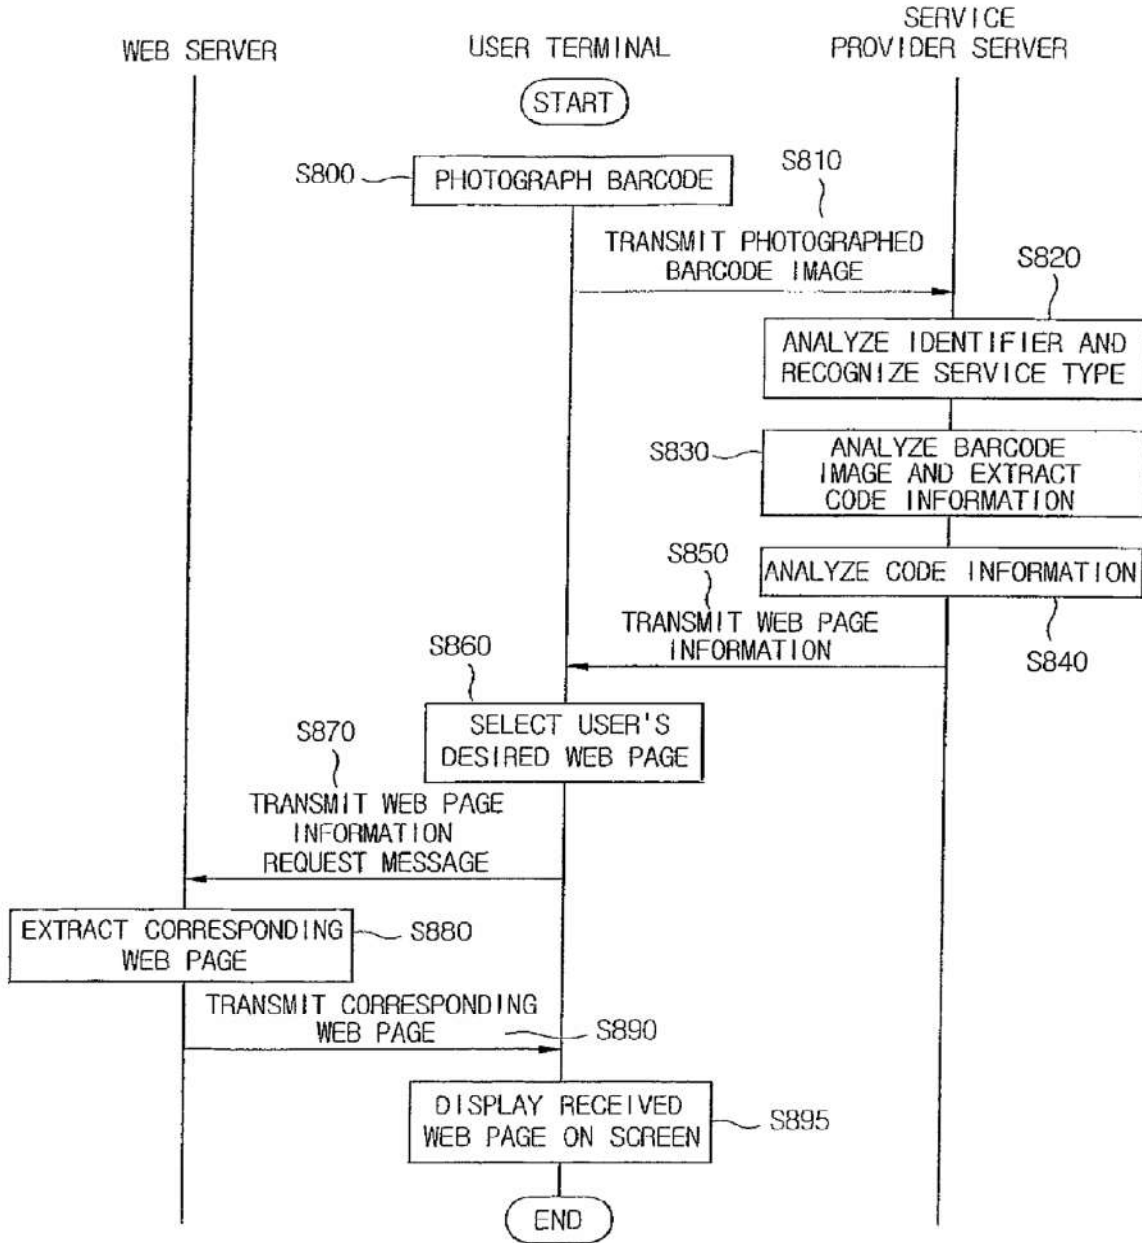 SERVICE
WEB SERVER
USER TERMINAL
PROVIDER SERVER
START
S800
PHOTOGRAPH BARCODE
S810
TRANSMIT PHOTOGRAPHED
BARCODE IMAGE
S820
ANALYZE IDENTIFIER AND
RECOGNIZE SERVICE TYPE
S830
ANALYZE BARCODE
IMAGE AND EXTRACT
CODE INFORMATION
S850
ANALYZE CODE INFORMATION
TRANSMIT WEB PAGE
INFORMATION
S840
S860
SELECT USER'S
DESIRED WEB PAGE
S870
TRANSMIT WEB PAGE
INFORMATION
REQUEST MESSAGE
EXTRACT CORRESPONDING
WEB PAGE
S880
TRANSMIT CORRESPONDING
WEB PAGE
S890
DISPLAY RECEIVED
WEB PAGE ON SCREEN
S895
END